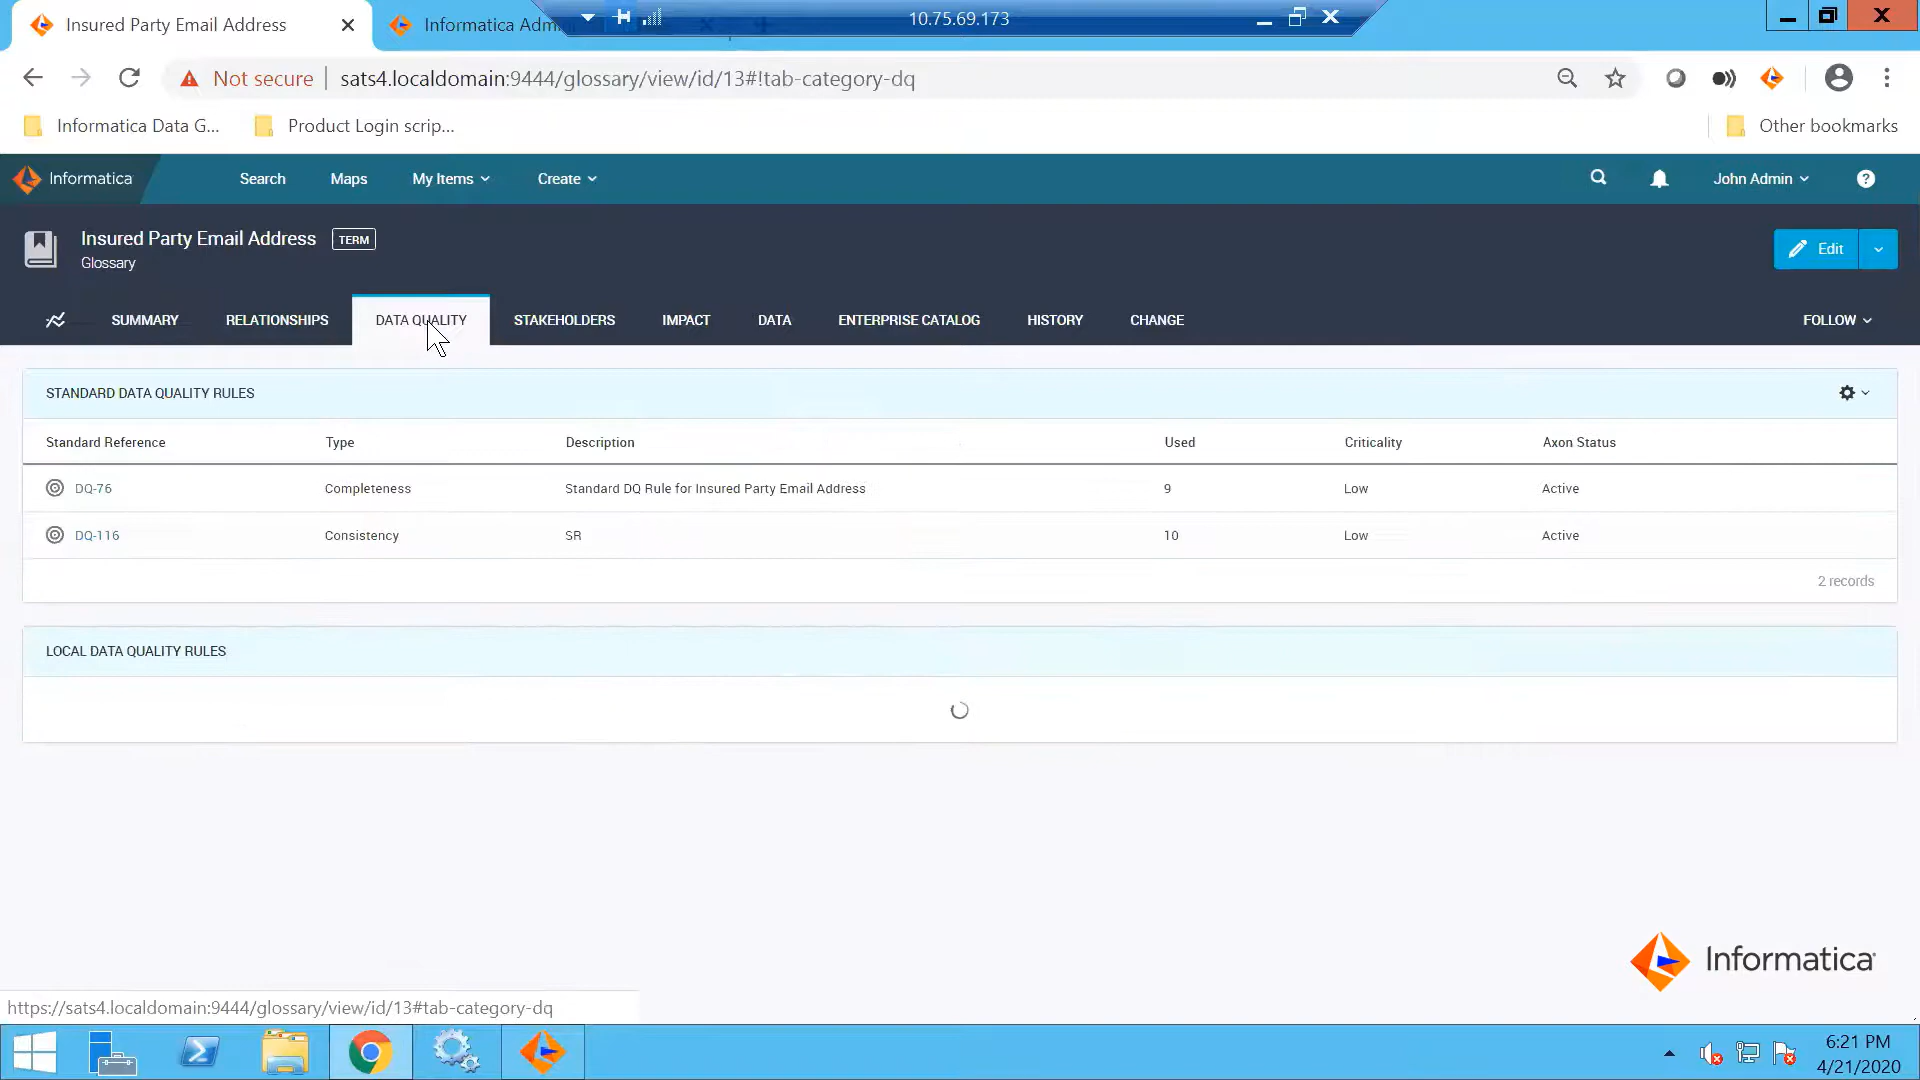 Insured Party Email Address
Informatica Admi
10.75.69.173
Not secure
sats4.localdomain:9444/glossary/view/id/13#!tab-category-dq
Informatica Data G...
Product Login scrip...
Other bookmarks
Informatica
Search
Maps
My Items
Create
John Admin
?
Insured Party Email Address
TERM
Glossary
Edit
SUMMARY
RELATIONSHIPS
DATA QUALITY
STAKEHOLDERS
IMPACT
DATA
ENTERPRISE CATALOG
HISTORY
CHANGE
FOLLOW
STANDARD DATA QUALITY RULES
Standard Reference Type Description Used Criticality Axon Status
DQ-76 Completeness Standard DQ Rule for Insured Party Email Address 9 Low Active
DQ-116 Consistency SR 10 Low Active
2 records
LOCAL DATA QUALITY RULES
Informatica
https://sats4.localdomain:9444/glossary/view/id/13#tab-category-dq
6:21 PM
4/21/2020